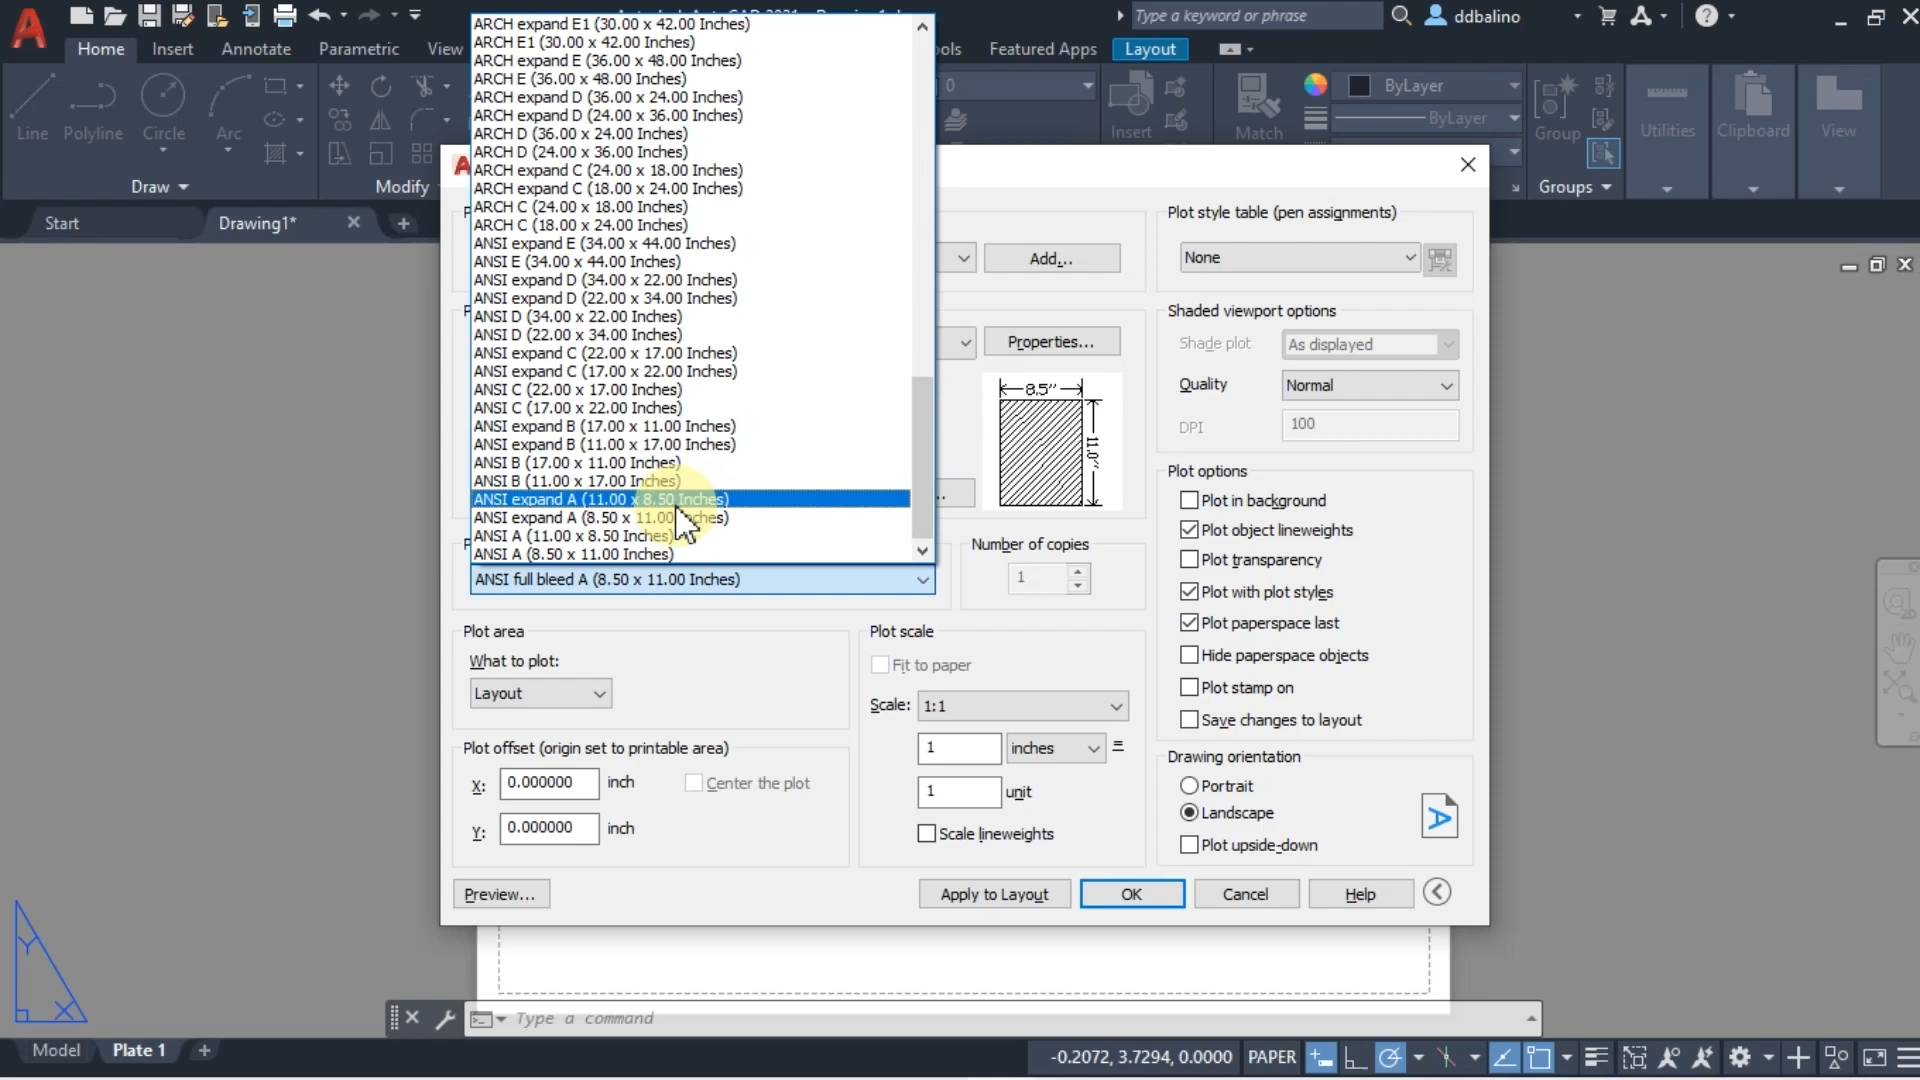 Type a keyword or phrase
ddbalino
Home Insert Annotate Parametric View Featured Apps Layout
Line Polyline Circle Arc
Draw Modify
0
Insert Match
ByLayer
ByLayer
Group Groups
Utilities Clipboard View
Start Drawing1*
ARCH expand E1 (30.00 x 42.00 Inches)
ARCH E1 (30.00 x 42.00 Inches)
ARCH expand E (36.00 x 48.00 Inches)
ARCH E (36.00 x 48.00 Inches)
ARCH expand D (36.00 x 24.00 Inches)
ARCH expand D (24.00 x 36.00 Inches)
ARCH D (36.00 x 24.00 Inches)
ARCH D (24.00 x 36.00 Inches)
ARCH expand C (24.00 x 18.00 Inches)
ARCH expand C (18.00 x 24.00 Inches)
ARCH C (24.00 x 18.00 Inches)
ARCH C (18.00 x 24.00 Inches)
ANSI expand E (34.00 x 44.00 Inches)
ANSI E (34.00 x 44.00 Inches)
ANSI expand D (34.00 x 22.00 Inches)
ANSI expand D (22.00 x 34.00 Inches)
ANSI D (34.00 x 22.00 Inches)
ANSI D (22.00 x 34.00 Inches)
ANSI expand C (22.00 x 17.00 Inches)
ANSI expand C (17.00 x 22.00 Inches)
ANSI C (22.00 x 17.00 Inches)
ANSI C (17.00 x 22.00 Inches)
ANSI expand B (17.00 x 11.00 Inches)
ANSI expand B (11.00 x 17.00 Inches)
ANSI B (17.00 x 11.00 Inches)
ANSI B (11.00 x 17.00 Inches)
ANSI expand A (11.00 x 8.50 Inches)
ANSI expand A (8.50 x 11.00 Inches)
ANSI A (11.00 x 8.50 Inches)
ANSI A (8.50 x 11.00 Inches)
ANSI full bleed A (8.50 x 11.00 Inches)
Add...
Properties...
8.5''
11.0''
Number of copies
1
Plot area
What to plot:
Layout
Plot offset (origin set to printable area)
X: 0.000000 inch
Center the plot
Y: 0.000000 inch
Plot scale
Fit to paper
Scale: 1:1
1 inches =
1 unit
Scale lineweights
Plot style table (pen assignments)
None
Shaded viewport options
Shade plot As displayed
Quality Normal
DPI 100
Plot options
Plot in background
Plot object lineweights
Plot transparency
Plot with plot styles
Plot paperspace last
Hide paperspace objects
Plot stamp on
Save changes to layout
Drawing orientation
Portrait
Landscape
Plot upside-down
A
Preview... Apply to Layout OK Cancel Help
Y
X
Type a command
Model Plate 1
-0.2072, 3.7294, 0.0000 PAPER